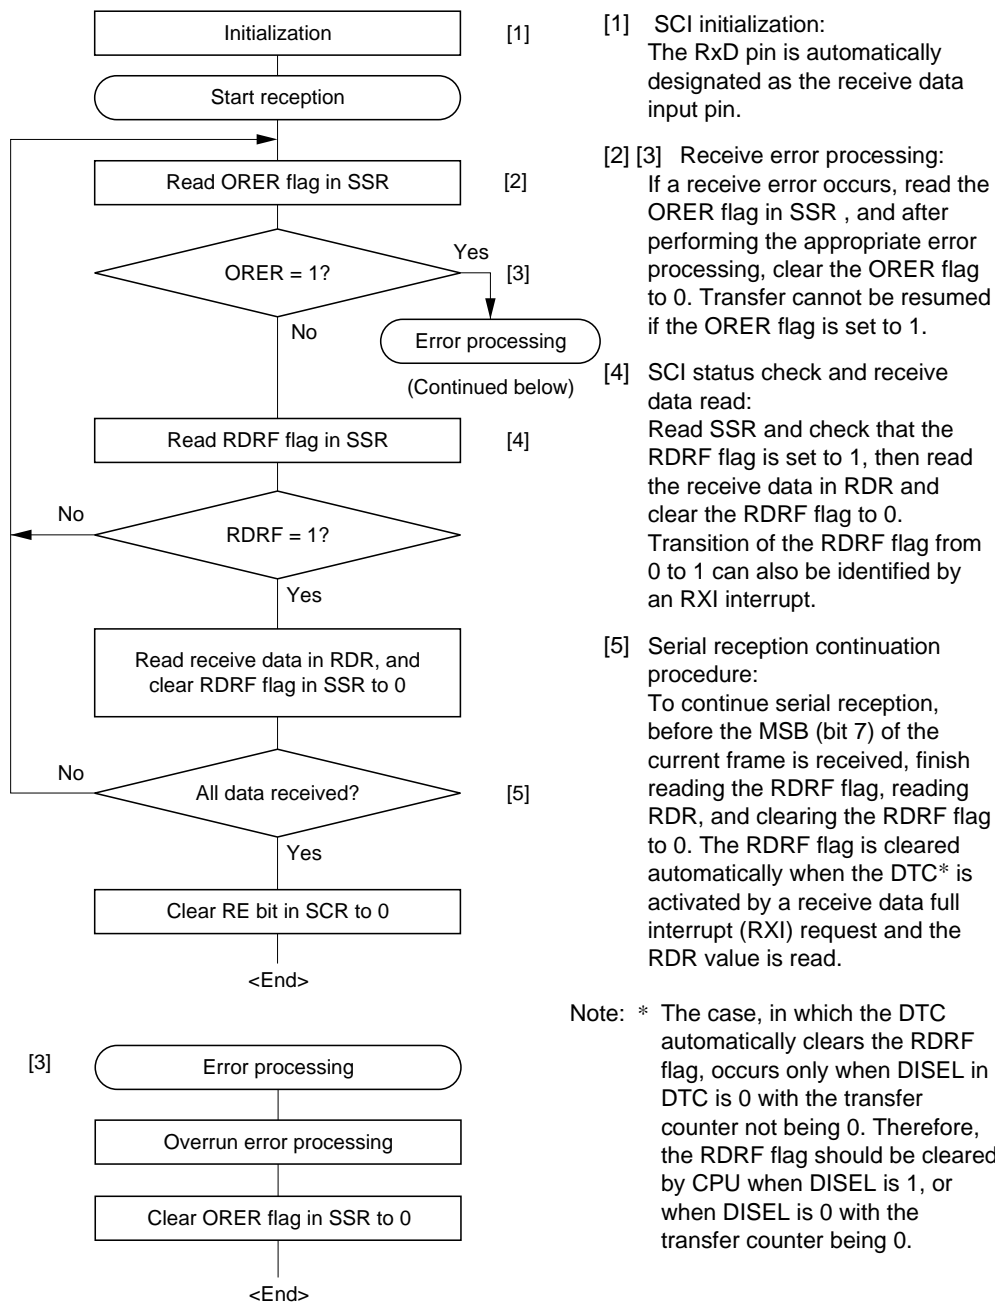 Initialization
[1]
Start reception
Read ORER flag in SSR
[2]
ORER = 1?
Yes
[3]
No
Error processing
(Continued below)
Read RDRF flag in SSR
[4]
No
RDRF = 1?
Yes
Read receive data in RDR, and
clear RDRF flag in SSR to 0
No
All data received?
[5]
Yes
Clear RE bit in SCR to 0
<End>
[3]
Error processing
Overrun error processing
Clear ORER flag in SSR to 0
<End>
[1] SCI initialization:
The RxD pin is automatically
designated as the receive data
input pin.
[2] [3] Receive error processing:
If a receive error occurs, read the
ORER flag in SSR , and after
performing the appropriate error
processing, clear the ORER flag
to 0. Transfer cannot be resumed
if the ORER flag is set to 1.
[4] SCI status check and receive
data read:
Read SSR and check that the
RDRF flag is set to 1, then read
the receive data in RDR and
clear the RDRF flag to 0.
Transition of the RDRF flag from
0 to 1 can also be identified by
an RXI interrupt.
[5] Serial reception continuation
procedure:
To continue serial reception,
before the MSB (bit 7) of the
current frame is received, finish
reading the RDRF flag, reading
RDR, and clearing the RDRF flag
to 0. The RDRF flag is cleared
automatically when the DTC* is
activated by a receive data full
interrupt (RXI) request and the
RDR value is read.
Note: * The case, in which the DTC
automatically clears the RDRF
flag, occurs only when DISEL in
DTC is 0 with the transfer
counter not being 0. Therefore,
the RDRF flag should be cleared
by CPU when DISEL is 1, or
when DISEL is 0 with the
transfer counter being 0.